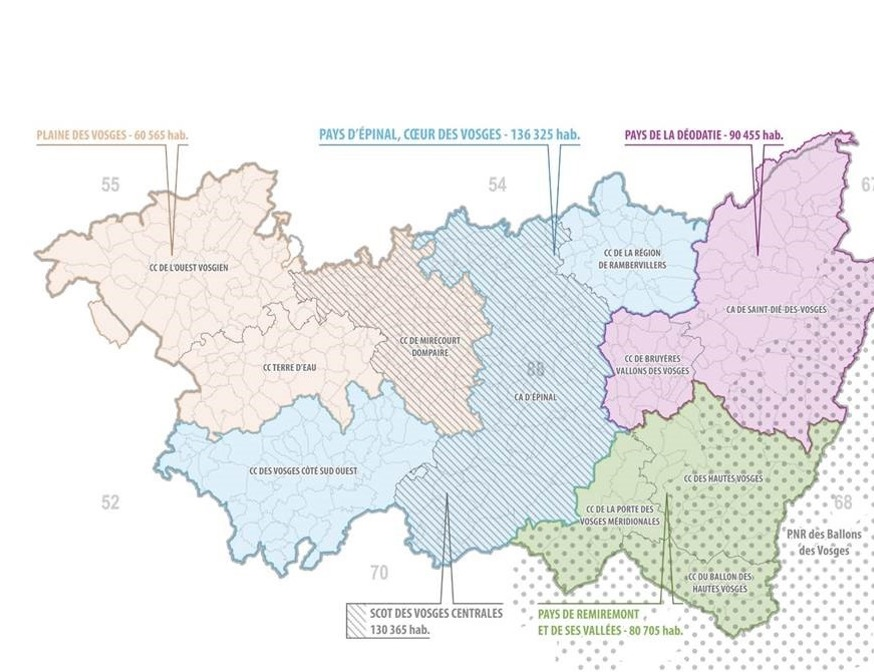 PLAINE DES VOSGES - 60 565 hab.
PAYS D'ÉPINAL, CŒUR DES VOSGES - 136 325 hab.
PAYS DE LA DÉODATIE - 90 455 hab.
55
54
67
CC DE L'OUEST VOSGIEN
CC DE LA RÉGION
DE RAMBERVILLERS
CA DE SAINT-DIÉ-DES-VOSGES
CC DE MIRECOURT
DOMPAIRE
CC TERRE D'EAU
88
CC DE BRUYÈRES
VALLONS DES VOSGES
CA D'ÉPINAL
CC DES VOSGES CÔTÉ SUD OUEST
CC DES HAUTES VOSGES
52
68
CC DE LA PORTE DES
VOSGES MÉRIDIONALES
PNR des Ballons
des Vosges
70
CC DU BALLON DES
HAUTES VOSGES
SCOT DES VOSGES CENTRALES
130 365 hab.
PAYS DE REMIREMONT
ET DE SES VALLÉES - 80 705 hab.